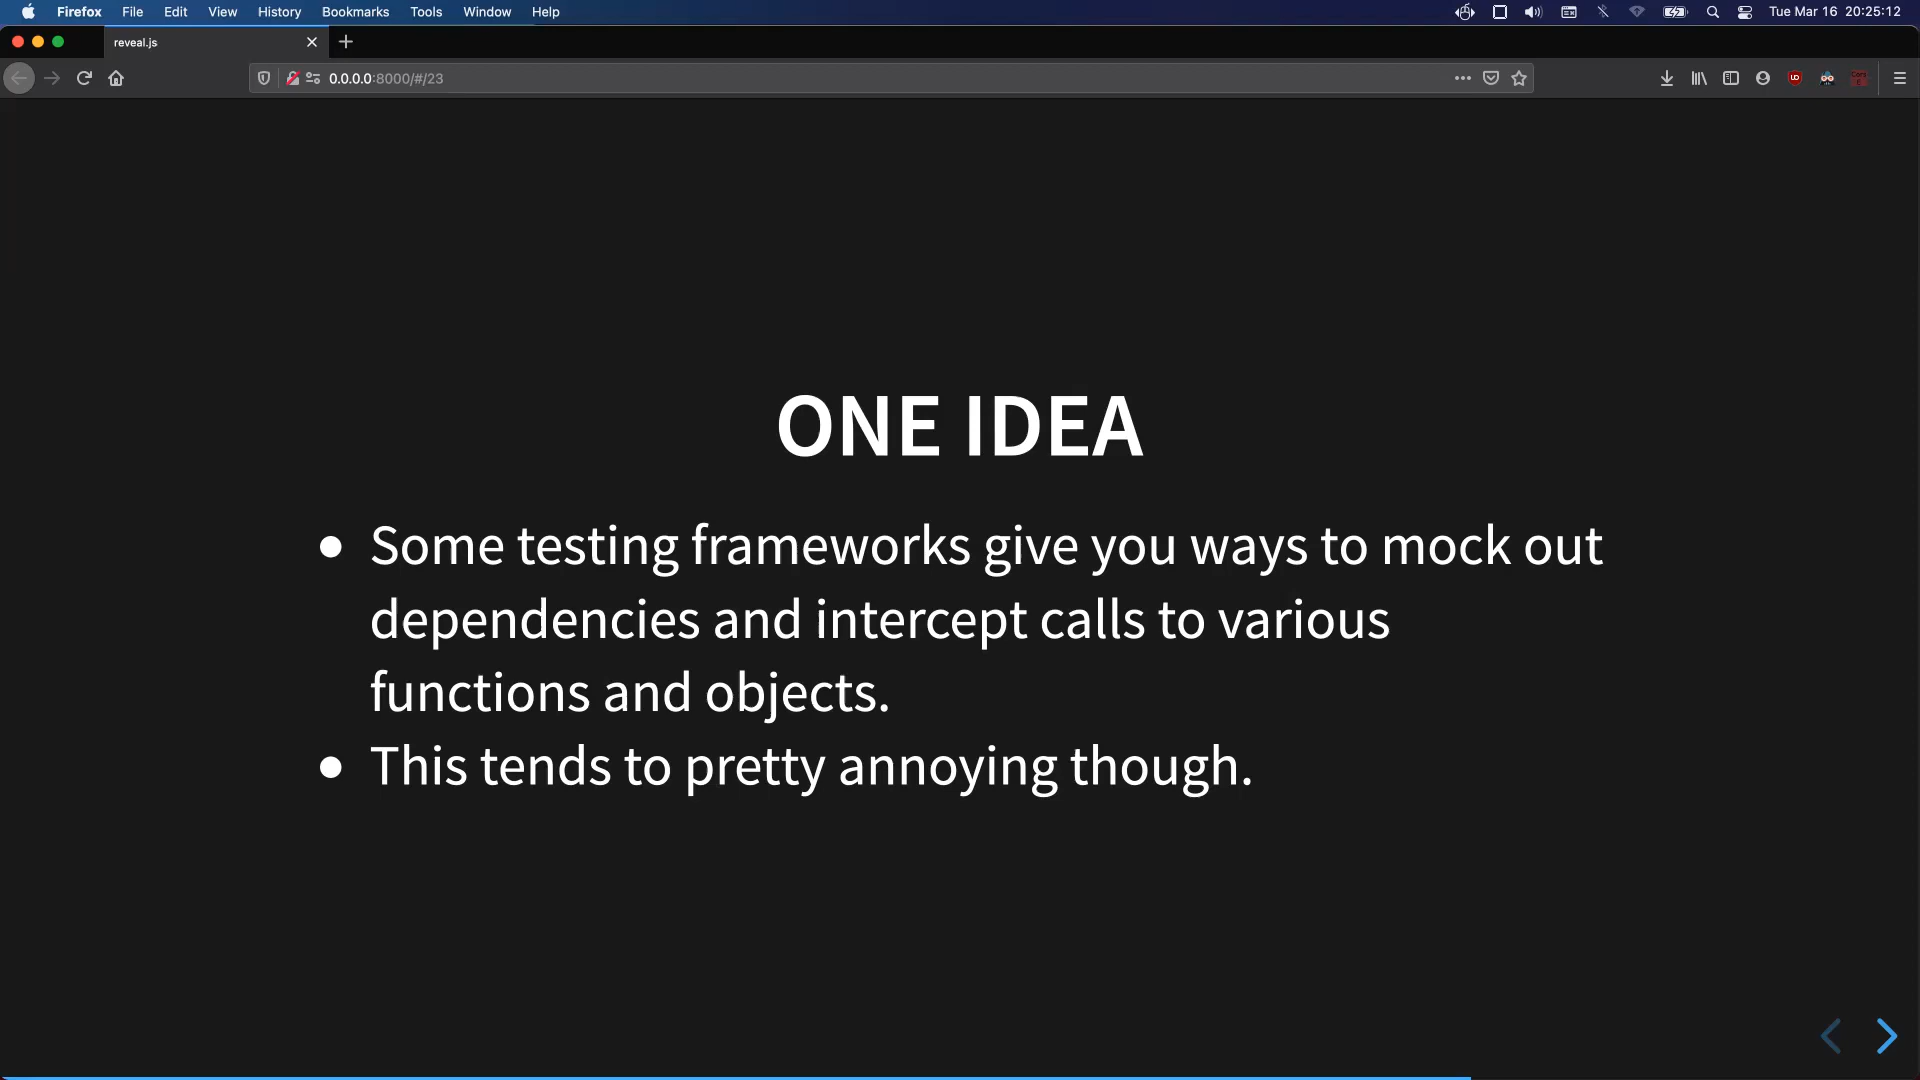 Firefox File Edit View History Bookmarks Tools Window Help Tue Mar 16 20:25:12
reveal.js
0.0.0.0:8000/#/23
ONE IDEA
Some testing frameworks give you ways to mock out
dependencies and intercept calls to various
functions and objects.
This tends to pretty annoying though.